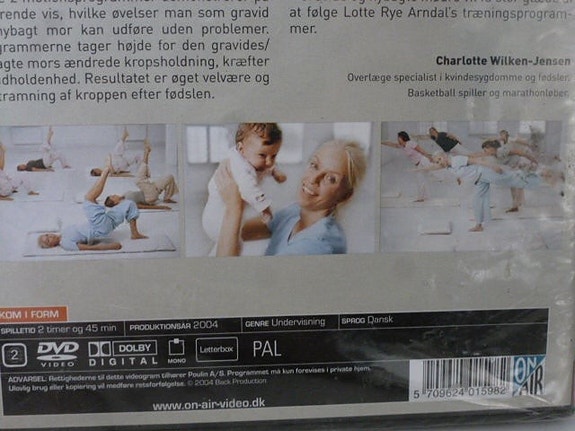 rende vis, hvilke øvelser man som gravid
nybagt mor kan udføre uden problemer.
grammerne tager højde for den gravides/
agte mors ændrede kropsholdning, kræfter
dholdenhed. Resultatet er øget velvære og
tramning af kroppen efter fødslen.
at følge Lotte Rye Arndal's træningsprogram-
mer.
Charlotte Wilken-Jensen
Overlæge specialist i kvindesygdomme og fødsler.
Basketball spiller og marathonløber.
KOM I FORM
SPILLETID 2 timer og 45 min
PRODUKTIONSÅR 2004
GENRE Undervisning
SPROG Dansk
2
DVD
VIDEO
DOLBY
DIGITAL
MONO
Letterbox
PAL
ADVARSEL: Rettighederne til dette videogram tilhører Poulin A/S. Programmet må kun forevises i private hjem.
Ulovlig brug eller kopiering vil medføre retsforfølgelse. © 2004 Beck Production
www.on-air-video.dk
5 709624 015982
ON
AIR